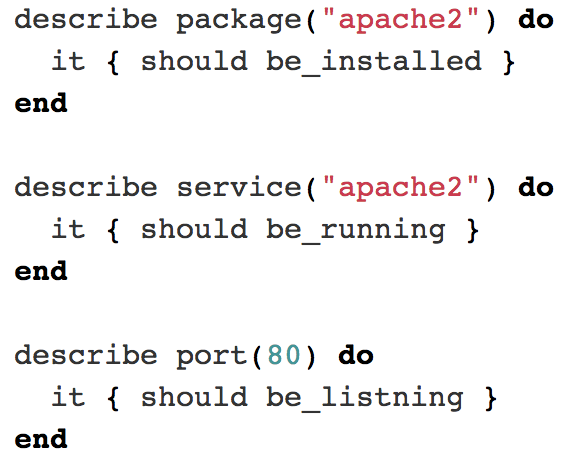 describe package("apache2") do
  it { should be_installed }
end

describe service("apache2") do
  it { should be_running }
end

describe port(80) do
  it { should be_listning }
end